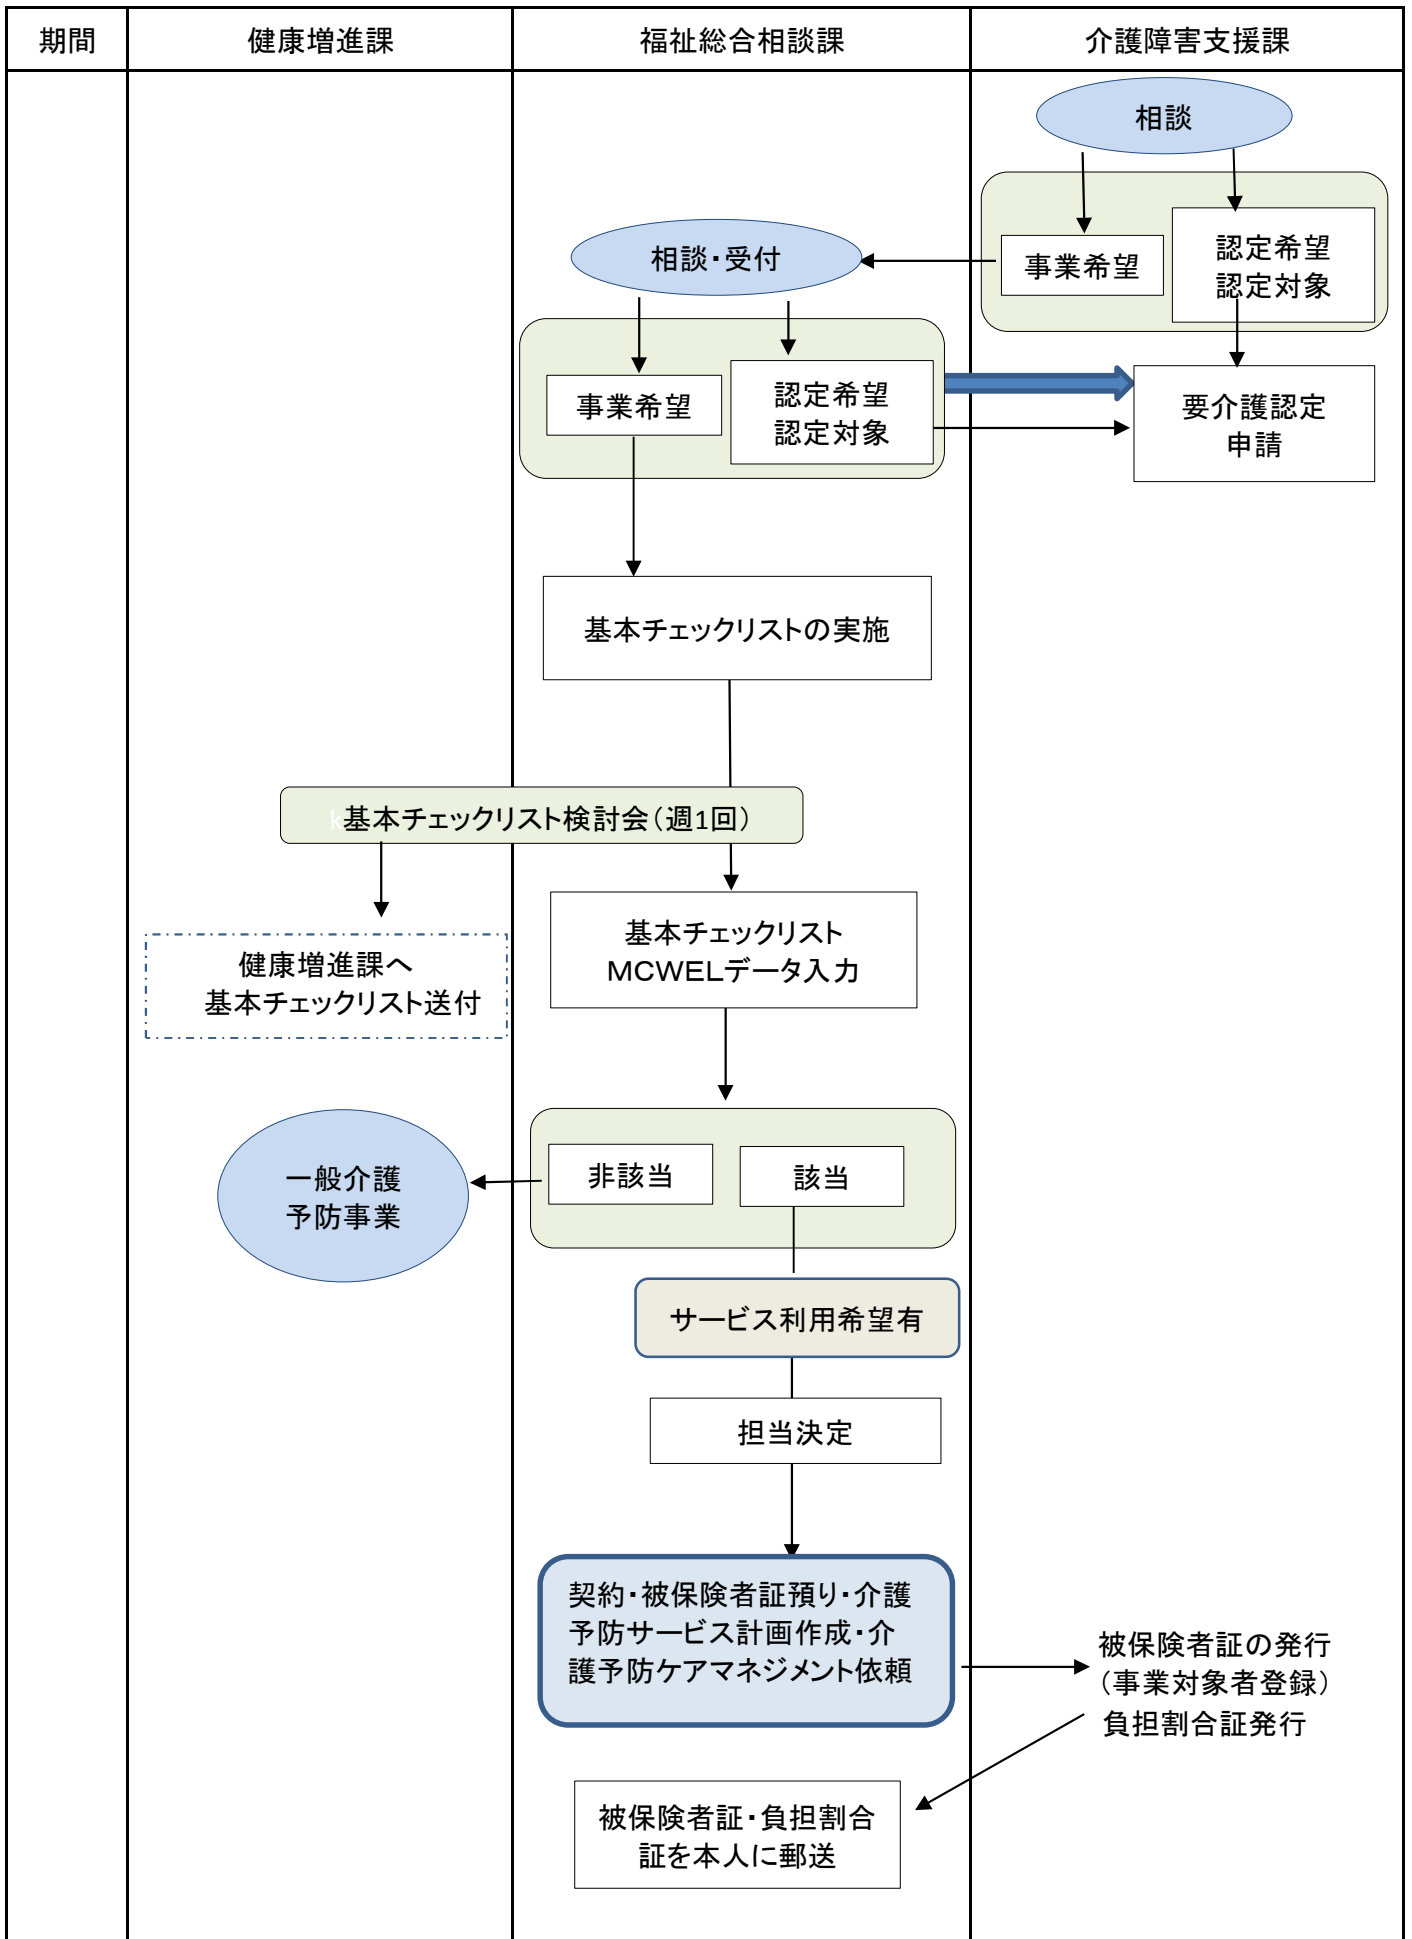 期間
健康増進課
福祉総合相談課
介護障害支援課
相談
事業希望
認定希望
認定対象
相談・受付
事業希望
認定希望
認定対象
要介護認定
申請
基本チェックリストの実施
k基本チェックリスト検討会（週1回）
健康増進課へ
基本チェックリスト送付
基本チェックリスト
MCWELデータ入力
非該当
該当
一般介護
予防事業
サービス利用希望有
担当決定
契約・被保険者証預り・介護
予防サービス計画作成・介
護予防ケアマネジメント依頼
被保険者証の発行
（事業対象者登録）
負担割合証発行
被保険者証・負担割合
証を本人に郵送